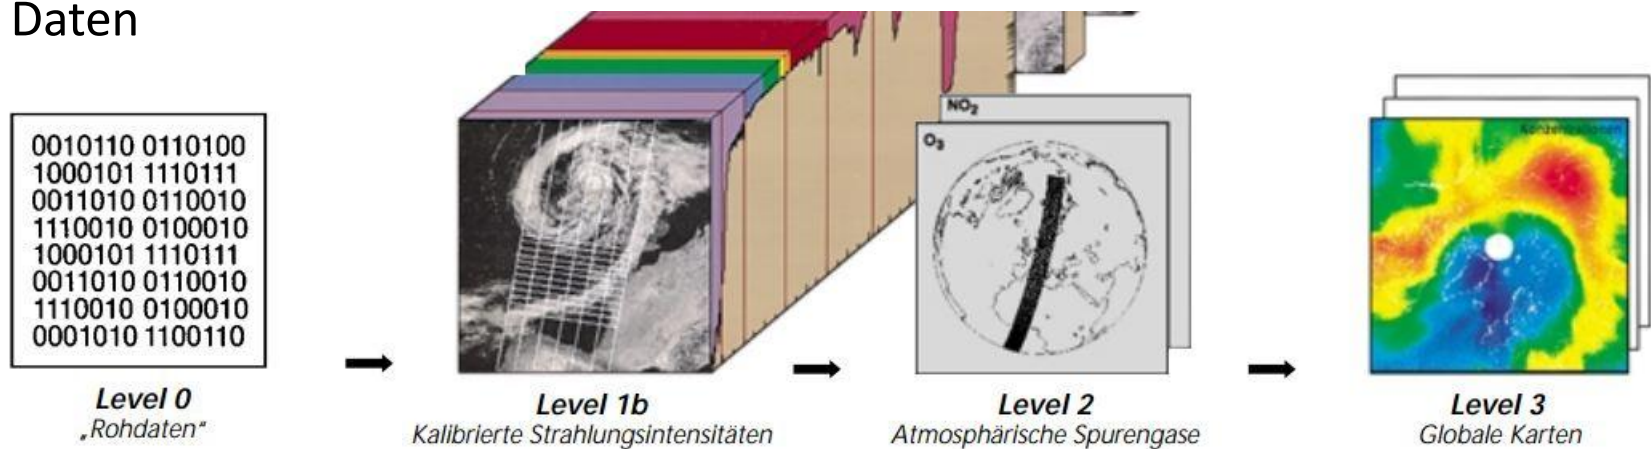 Daten
0010110 0110100
1000101 1110111
0011010 0110010
1110010 0100010
1000101 1110111
0011010 0110010
1110010 0100010
0001010 1100110
NO₂
O₃
Konzentrationen
Level 0
„Rohdaten“
Level 1b
Kalibrierte Strahlungsintensitäten
Level 2
Atmosphärische Spurengase
Level 3
Globale Karten